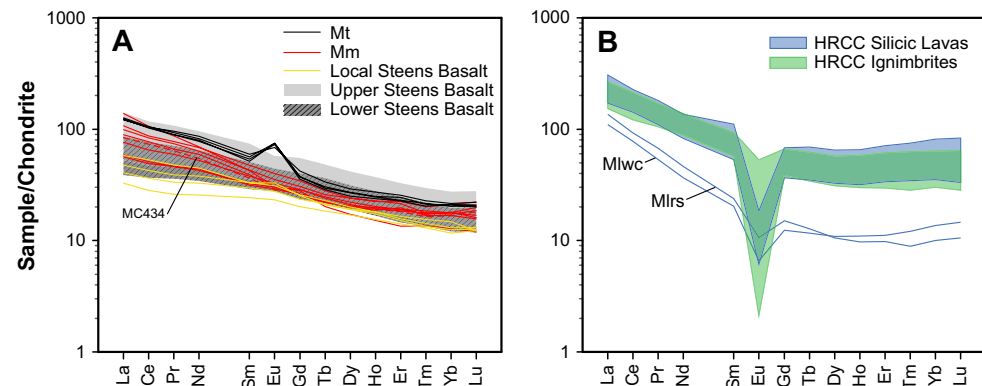 Sample/Chondrite
1000
100
10
1
A
Mt
Mm
Local Steens Basalt
Upper Steens Basalt
Lower Steens Basalt
MC434
La Ce Pr Nd Sm Eu Gd Tb Dy Ho Er Tm Yb Lu
1000
100
10
1
B
HRCC Silicic Lavas
HRCC Ignimbrites
Mlwc
Mlrs
La Ce Pr Nd Sm Eu Gd Tb Dy Ho Er Tm Yb Lu